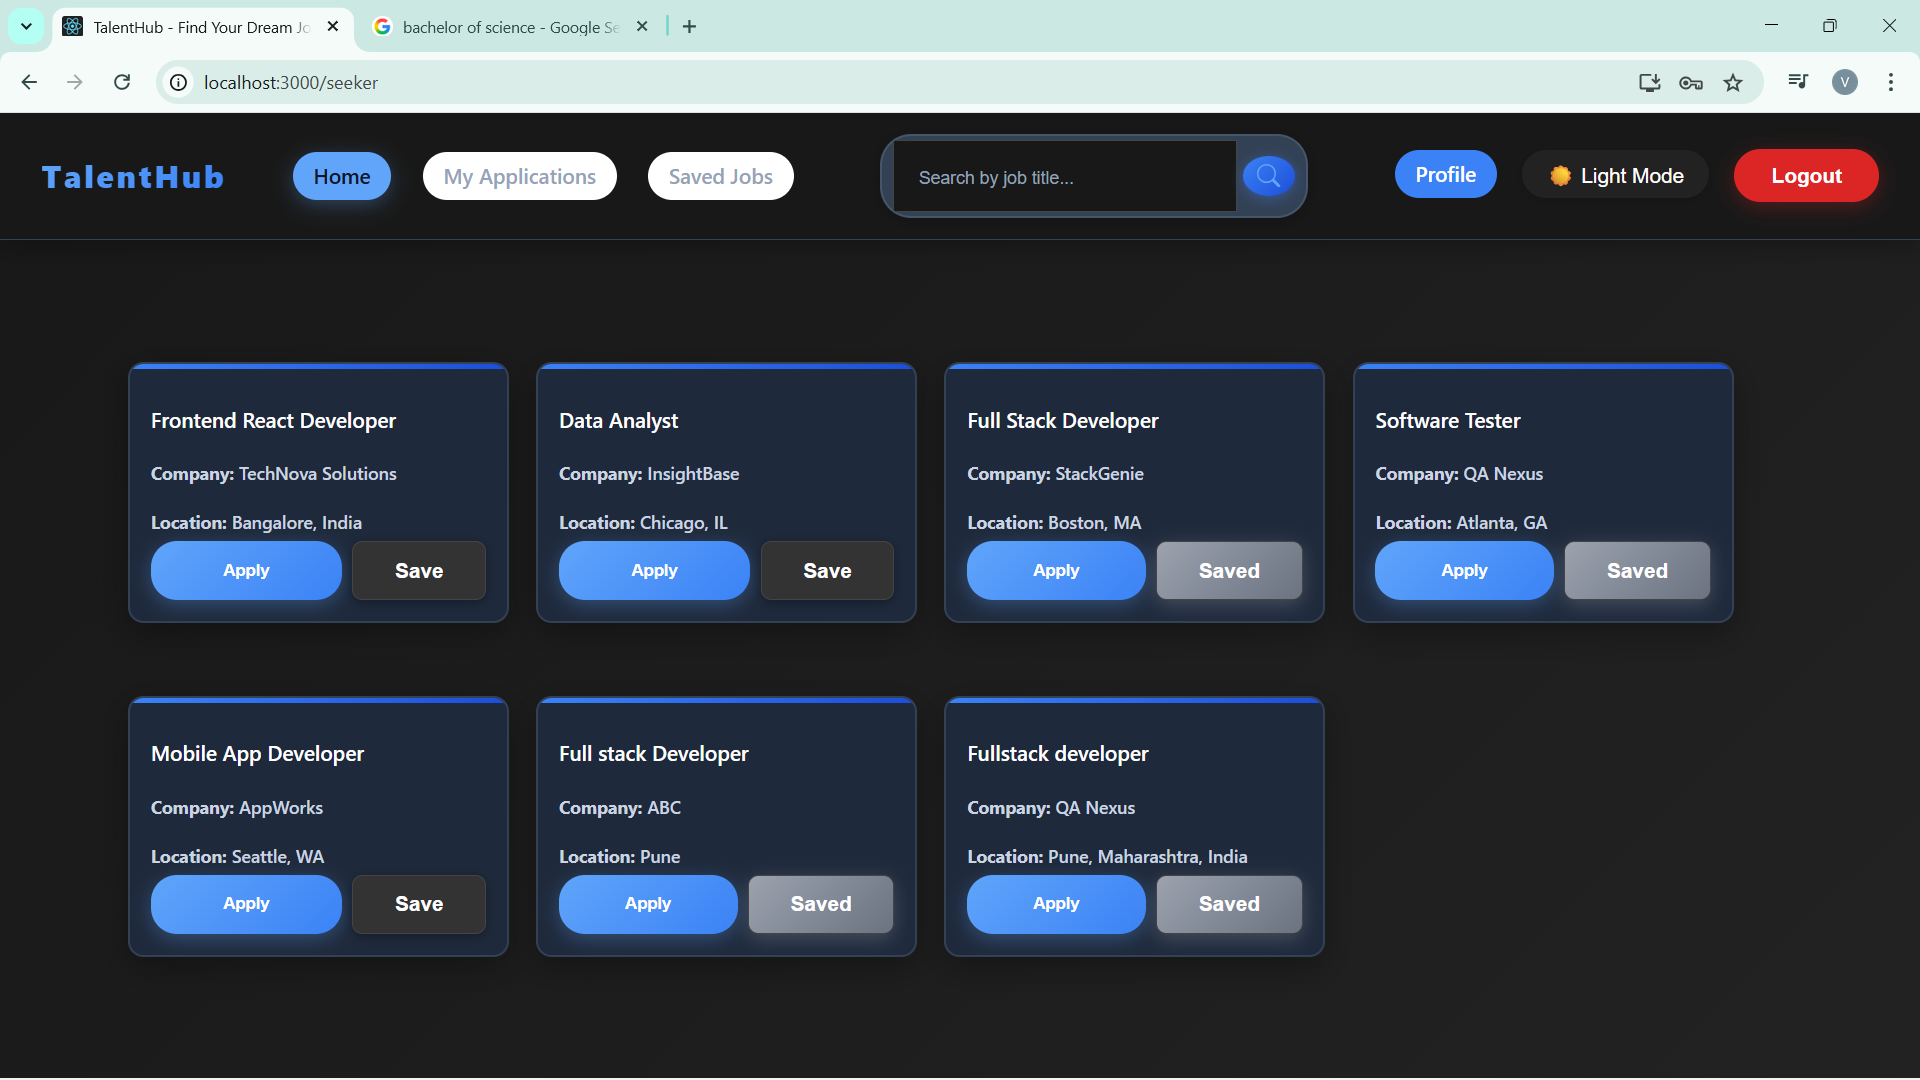 TalentHub - Find Your Dream Jo
bachelor of science - Google Se
localhost:3000/seeker
V
TalentHub
Home
My Applications
Saved Jobs
Search by job title...
Profile
Light Mode
Logout
Frontend React Developer
Company: TechNova Solutions
Location: Bangalore, India
Apply
Save
Data Analyst
Company: InsightBase
Location: Chicago, IL
Apply
Save
Full Stack Developer
Company: StackGenie
Location: Boston, MA
Apply
Saved
Software Tester
Company: QA Nexus
Location: Atlanta, GA
Apply
Saved
Mobile App Developer
Company: AppWorks
Location: Seattle, WA
Apply
Save
Full stack Developer
Company: ABC
Location: Pune
Apply
Saved
Fullstack developer
Company: QA Nexus
Location: Pune, Maharashtra, India
Apply
Saved